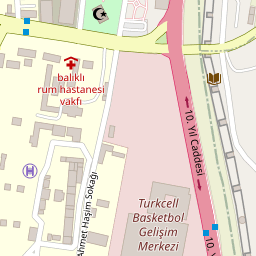 balıklı
rum hastanesi
vakfı
10. Yıl Caddesi
Turkcell
Basketbol
Gelişim
Merkezi
Ahmet Haşim Sokağı
H